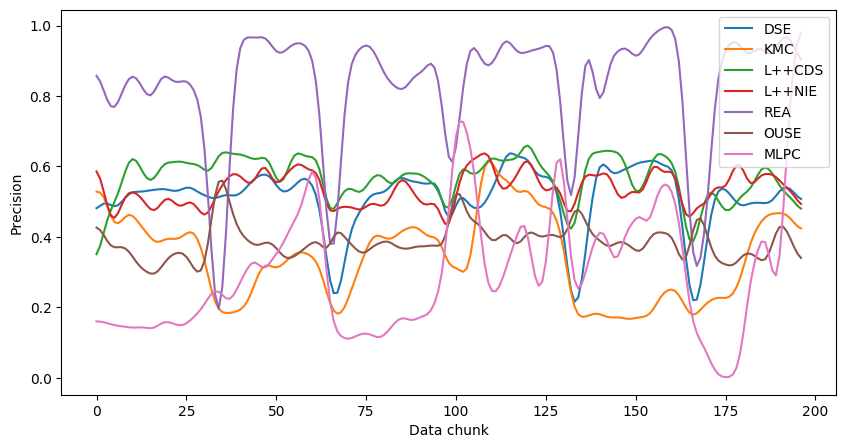 1.0
0.8
0.6
0.4
0.2
0.0
Precision
0
25
50
75
100
125
150
175
200
Data chunk
DSE
KMC
L++CDS
L++NIE
REA
OUSE
MLPC